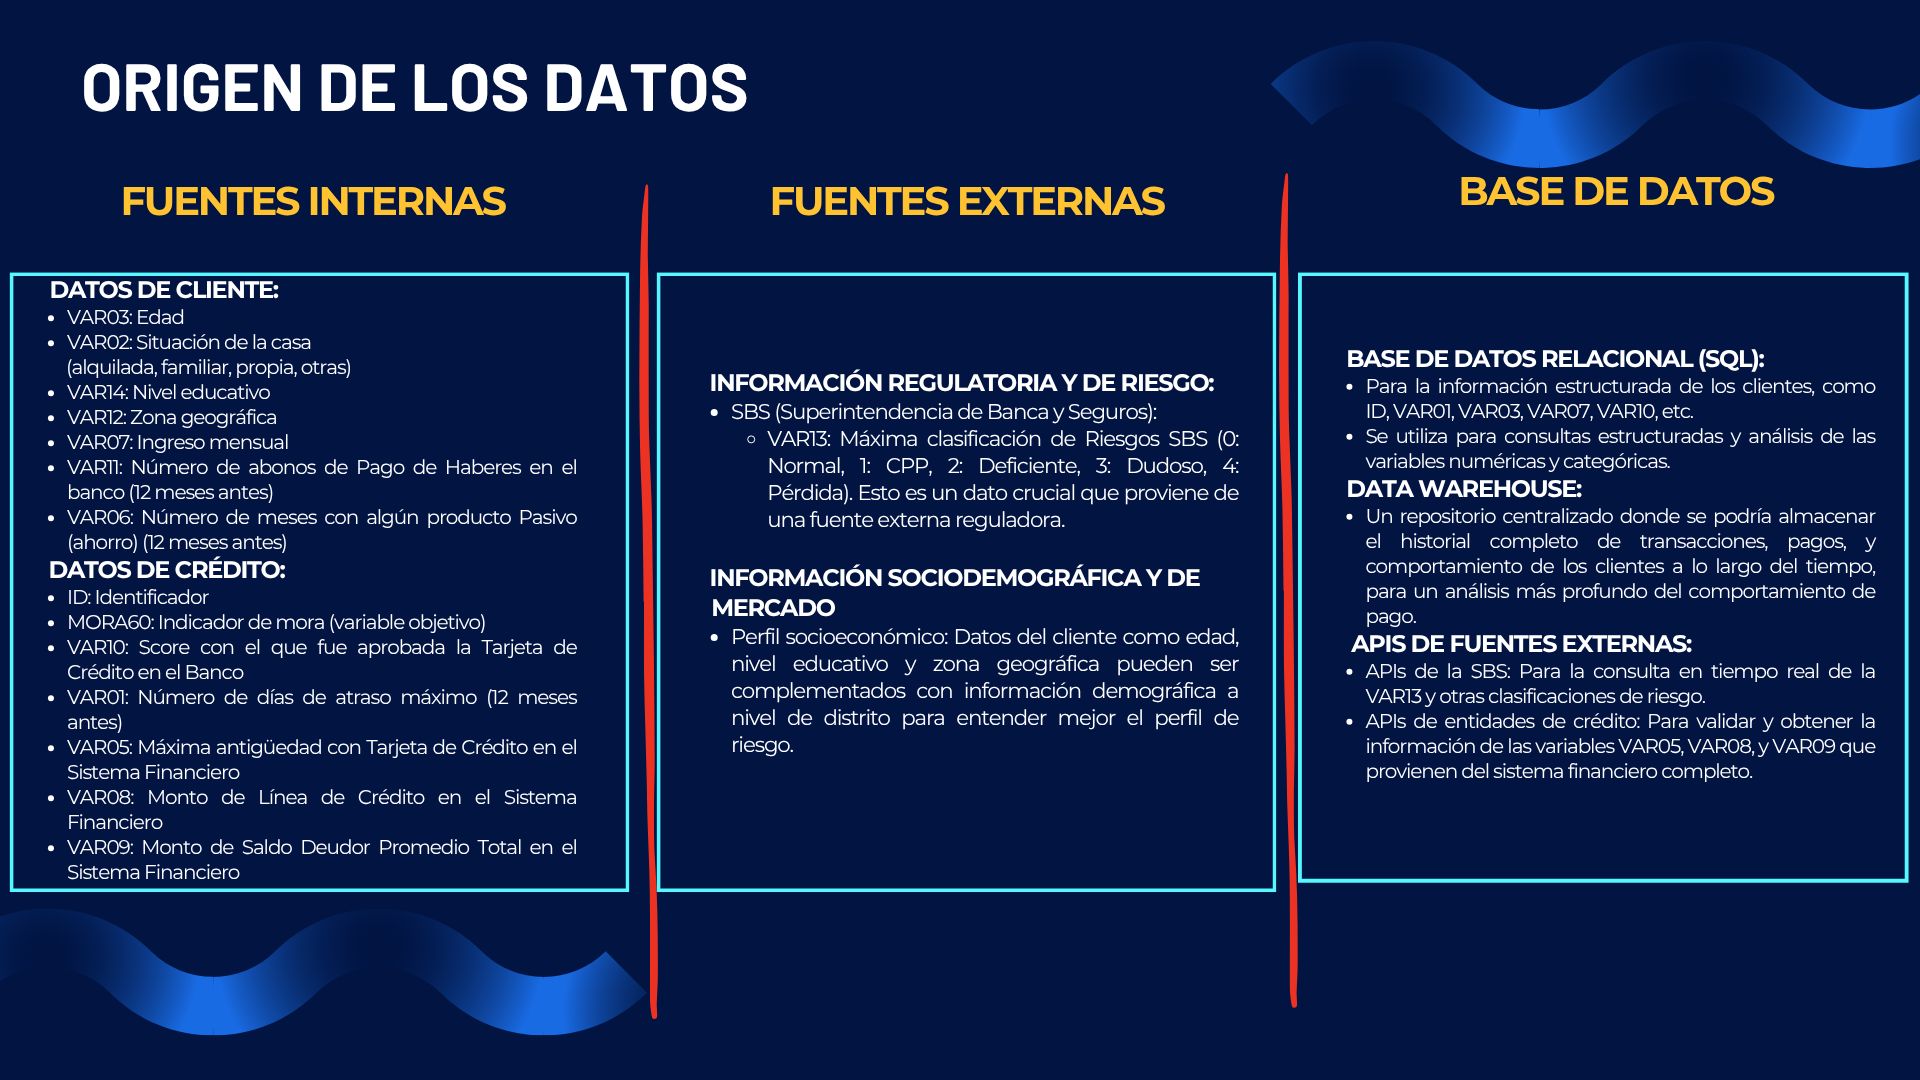 ORIGEN DE LOS DATOS
FUENTES INTERNAS
DATOS DE CLIENTE:
• VAR03: Edad
• VAR02: Situación de la casa
(alquilada, familiar, propia, otras)
• VAR14: Nivel educativo
• VAR12: Zona geográfica
• VAR07: Ingreso mensual
• VAR11: Número de abonos de Pago de Haberes en el
banco (12 meses antes)
• VAR06: Número de meses con algún producto Pasivo
(ahorro) (12 meses antes)
DATOS DE CRÉDITO:
• ID: Identificador
• MORA60: Indicador de mora (variable objetivo)
• VAR10: Score con el que fue aprobada la Tarjeta de
Crédito en el Banco
• VAR01: Número de días de atraso máximo (12 meses
antes)
• VAR05: Máxima antigüedad con Tarjeta de Crédito en el
Sistema Financiero
• VAR08: Monto de Línea de Crédito en el Sistema
Financiero
• VAR09: Monto de Saldo Deudor Promedio Total en el
Sistema Financiero
FUENTES EXTERNAS
INFORMACIÓN REGULATORIA Y DE RIESGO:
• SBS (Superintendencia de Banca y Seguros):
◦ VAR13: Máxima clasificación de Riesgos SBS (0:
Normal, 1: CPP, 2: Deficiente, 3: Dudoso, 4:
Pérdida). Esto es un dato crucial que proviene de
una fuente externa reguladora.
INFORMACIÓN SOCIODEMOGRÁFICA Y DE
MERCADO
• Perfil socioeconómico: Datos del cliente como edad,
nivel educativo y zona geográfica pueden ser
complementados con información demográfica a
nivel de distrito para entender mejor el perfil de
riesgo.
BASE DE DATOS
BASE DE DATOS RELACIONAL (SQL):
• Para la información estructurada de los clientes, como
ID, VAR01, VAR03, VAR07, VAR10, etc.
• Se utiliza para consultas estructuradas y análisis de las
variables numéricas y categóricas.
DATA WAREHOUSE:
• Un repositorio centralizado donde se podría almacenar
el historial completo de transacciones, pagos, y
comportamiento de los clientes a lo largo del tiempo,
para un análisis más profundo del comportamiento de
pago.
APIS DE FUENTES EXTERNAS:
• APIs de la SBS: Para la consulta en tiempo real de la
VAR13 y otras clasificaciones de riesgo.
• APIs de entidades de crédito: Para validar y obtener la
información de las variables VAR05, VAR08, y VAR09 que
provienen del sistema financiero completo.